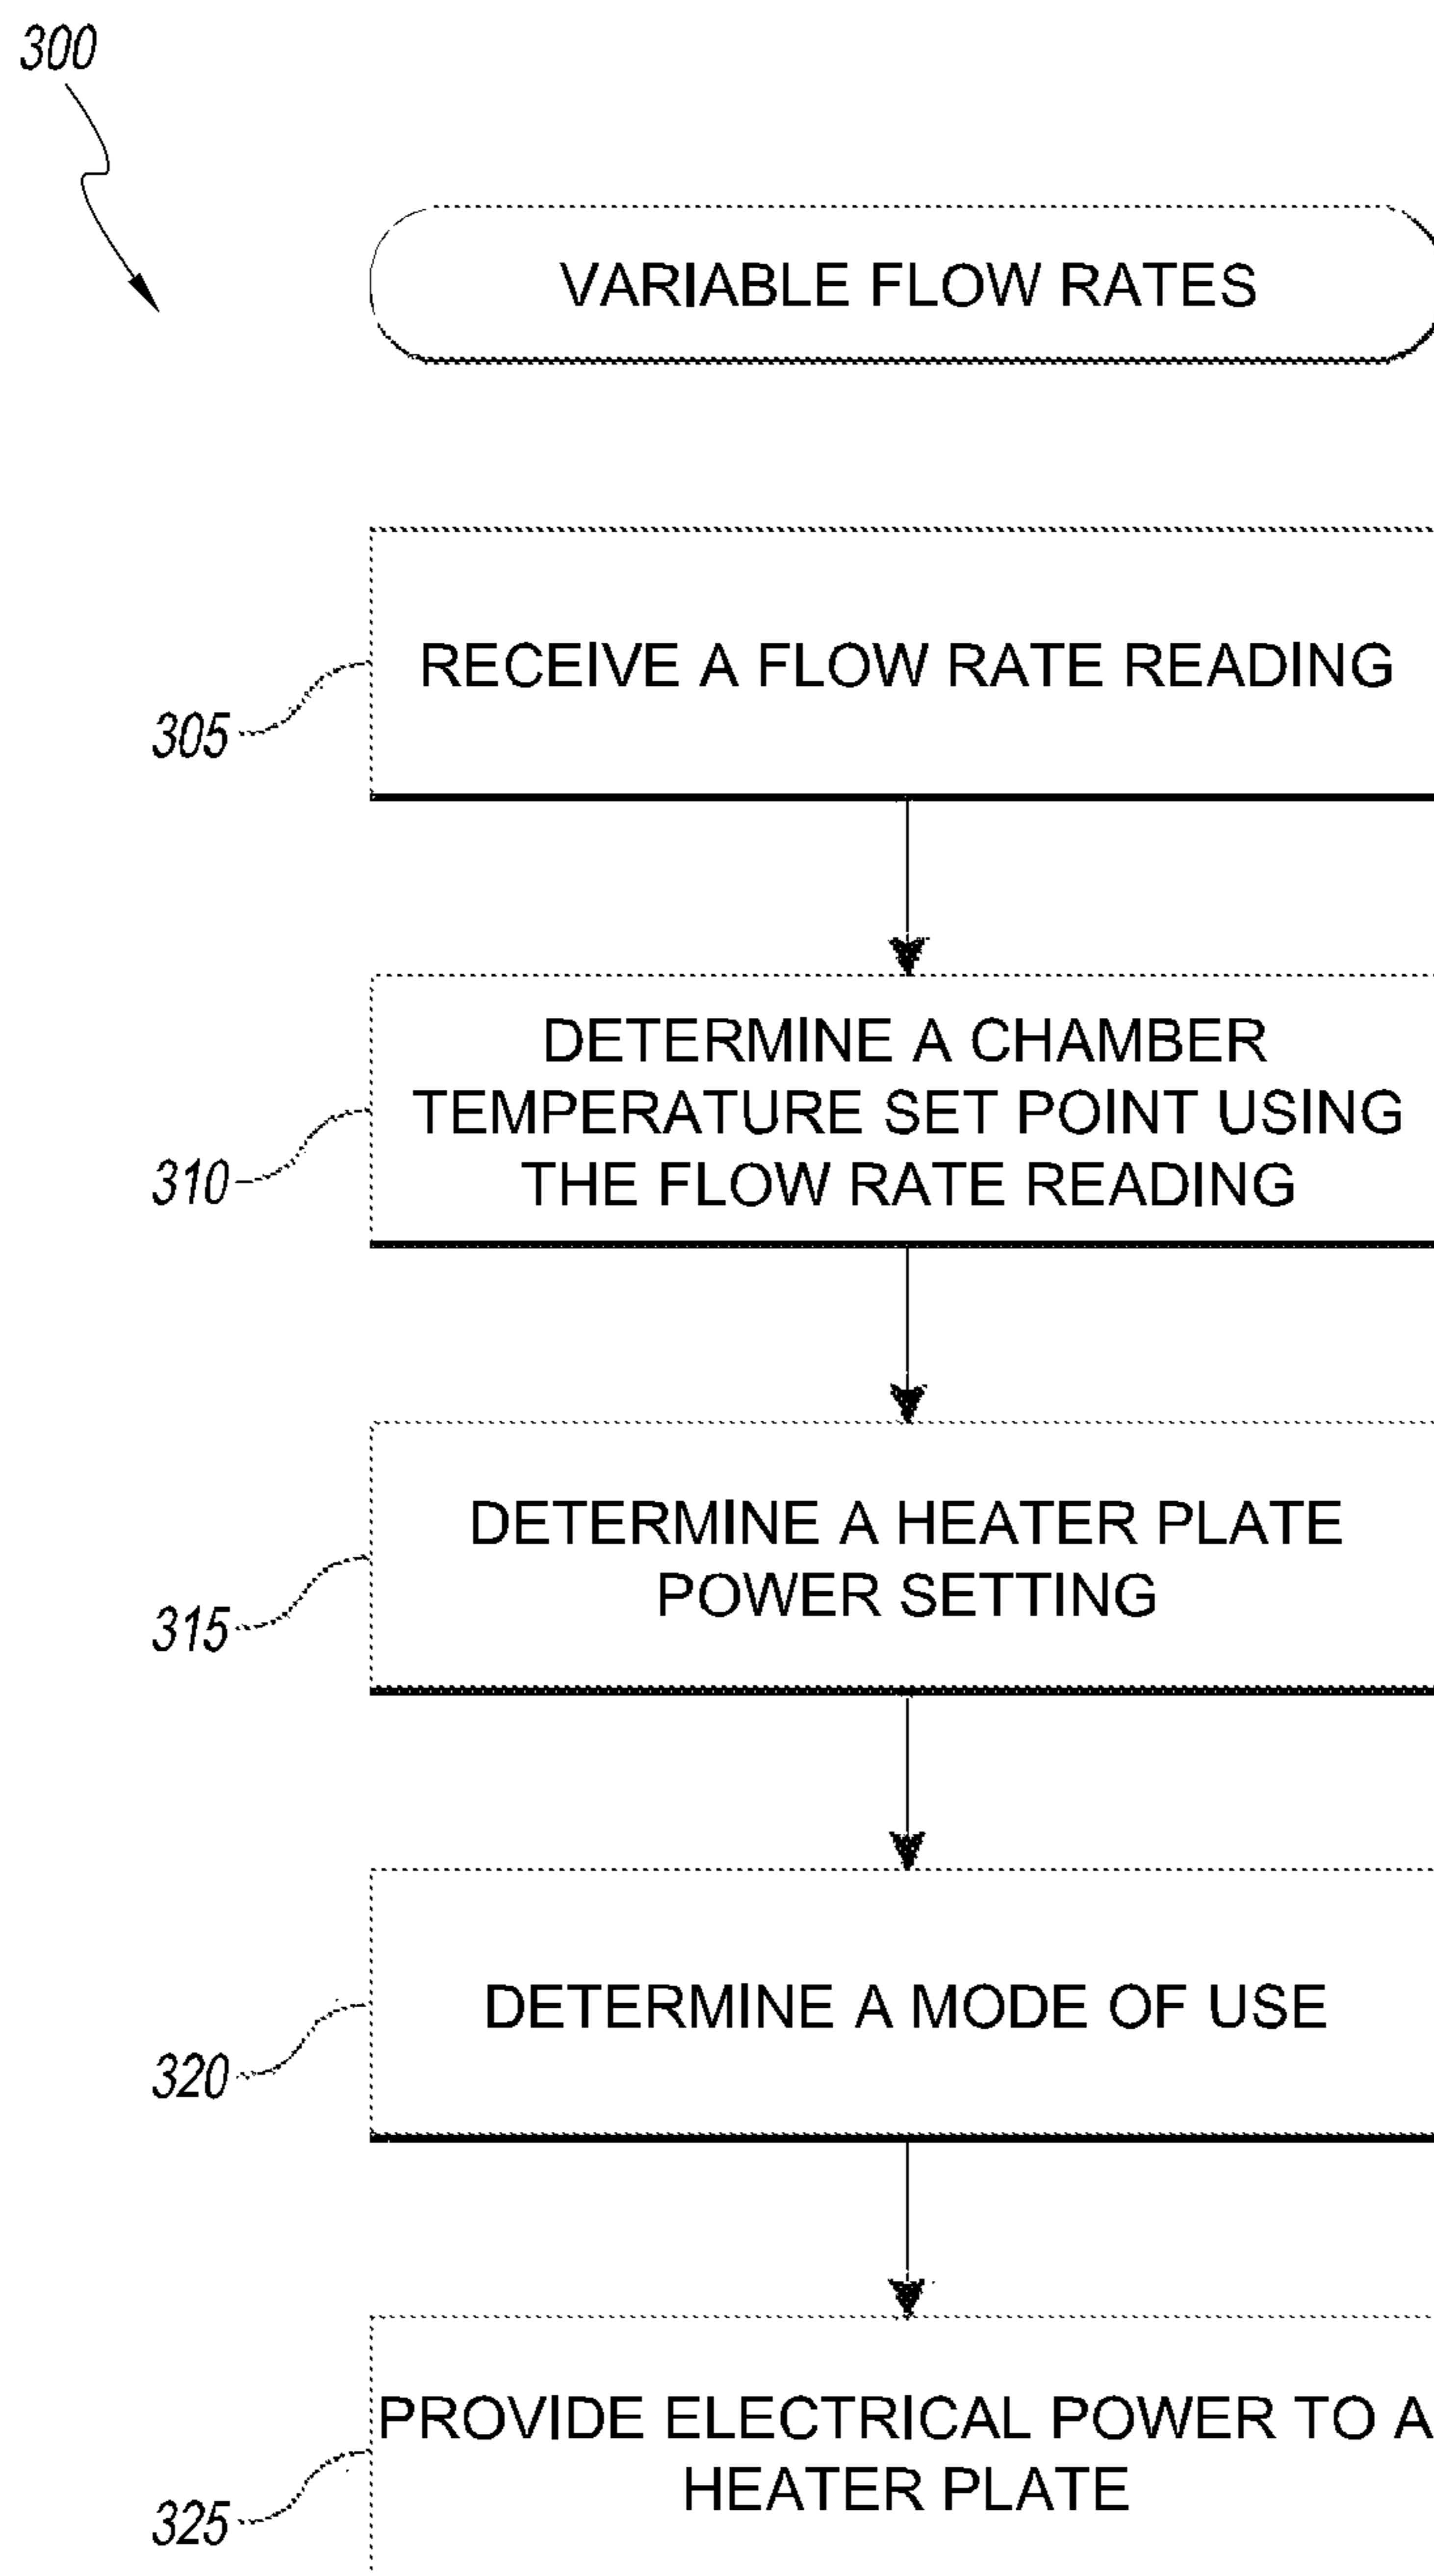 300
VARIABLE FLOW RATES
RECEIVE A FLOW RATE READING
305
DETERMINE A CHAMBER
TEMPERATURE SET POINT USING
THE FLOW RATE READING
310
DETERMINE A HEATER PLATE
POWER SETTING
315
DETERMINE A MODE OF USE
320
PROVIDE ELECTRICAL POWER TO A
HEATER PLATE
325